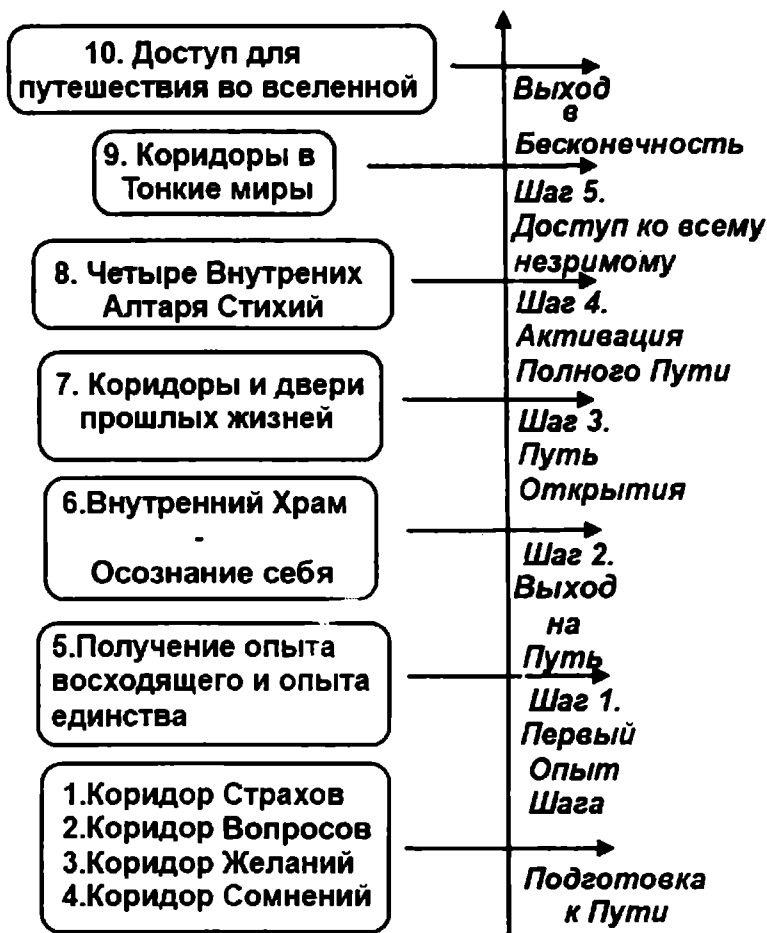 10. Доступ для
путешествия во вселенной
Выход
в
Бесконечность
9. Коридоры в
Тонкие миры
Шаг 5.
Доступ ко всему
незримому
8. Четыре Внутрених
Алтаря Стихий
Шаг 4.
Активация
Полного Пути
7. Коридоры и двери
прошлых жизней
Шаг 3.
Путь
Открытия
6.Внутренний Храм
-
Осознание себя
Шаг 2.
Выход
на
Путь
5.Получение опыта
восходящего и опыта
единства
Шаг 1.
Первый
Опыт
Шага
1.Коридор Страхов
2.Коридор Вопросов
3.Коридор Желаний
4.Коридор Сомнений
Подготовка
к Пути